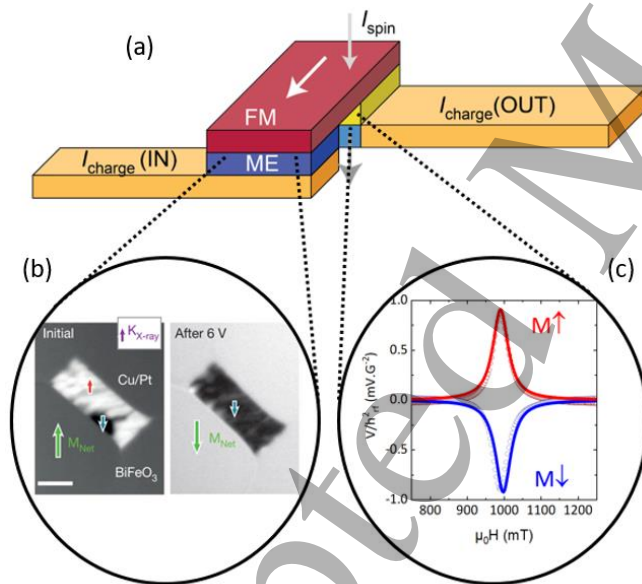 (a)
I_spin
FM
ME
I_charge (IN)
I_charge(OUT)
(b)
Initial
K_X-ray
Cu/Pt
M_Net
BiFeO₃
After 6 V
M_Net
(c)
V/h²_rf (mV.G⁻²)
1.0
0.5
0.0
-0.5
-1.0
M↑
M↓
800 900 1000 1100 1200
μ₀H (mT)